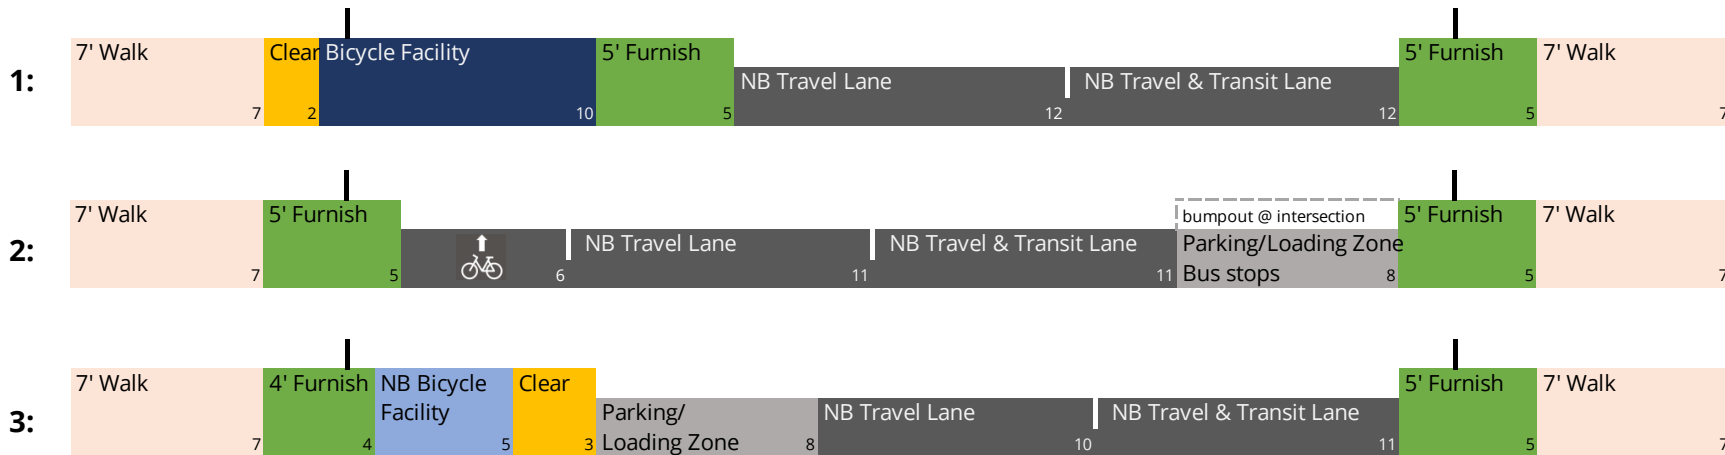 1:
7' Walk
7
Clear
2
Bicycle Facility
10
5' Furnish
5
NB Travel Lane
12
NB Travel & Transit Lane
12
5' Furnish
5
7' Walk
7
2:
7' Walk
7
5' Furnish
5
6
NB Travel Lane
11
NB Travel & Transit Lane
11
bumpout @ intersection
Parking/Loading Zone
Bus stops
8
5' Furnish
5
7' Walk
7
3:
7' Walk
7
4' Furnish
4
NB Bicycle
Facility
5
Clear
3
Parking/
Loading Zone
8
NB Travel Lane
10
NB Travel & Transit Lane
11
5' Furnish
5
7' Walk
7